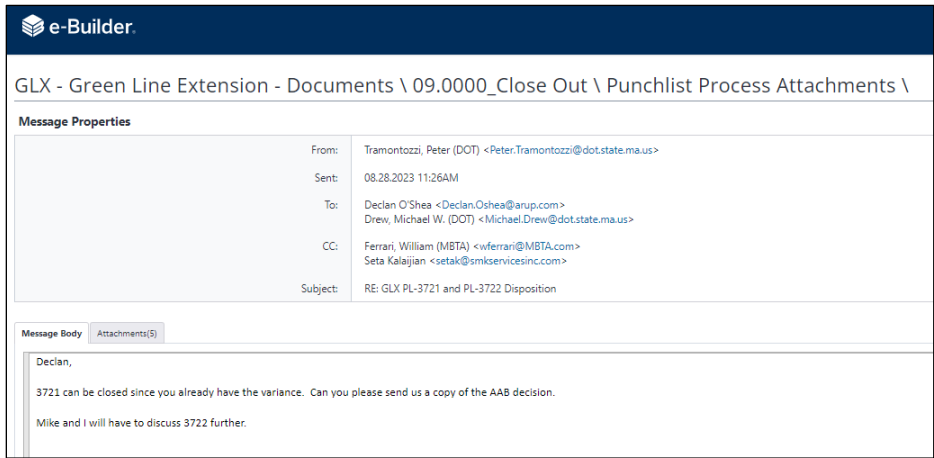 e-Builder.
GLX - Green Line Extension - Documents \ 09.0000_Close Out \ Punchlist Process Attachments \
Message Properties
From: Tramontozzi, Peter (DOT) <Peter.Tramontozzi@dot.state.ma.us>
Sent: 08.28.2023 11:26AM
To: Declan O'Shea <Declan.Oshea@arup.com>
Drew, Michael W. (DOT) <Michael.Drew@dot.state.ma.us>
CC: Ferrari, William (MBTA) <wferrari@MBTA.com>
Seta Kalaijian <setak@smkservicesinc.com>
Subject: RE: GLX PL-3721 and PL-3722 Disposition
Message Body Attachments(5)
Declan,
3721 can be closed since you already have the variance. Can you please send us a copy of the AAB decision.
Mike and I will have to discuss 3722 further.